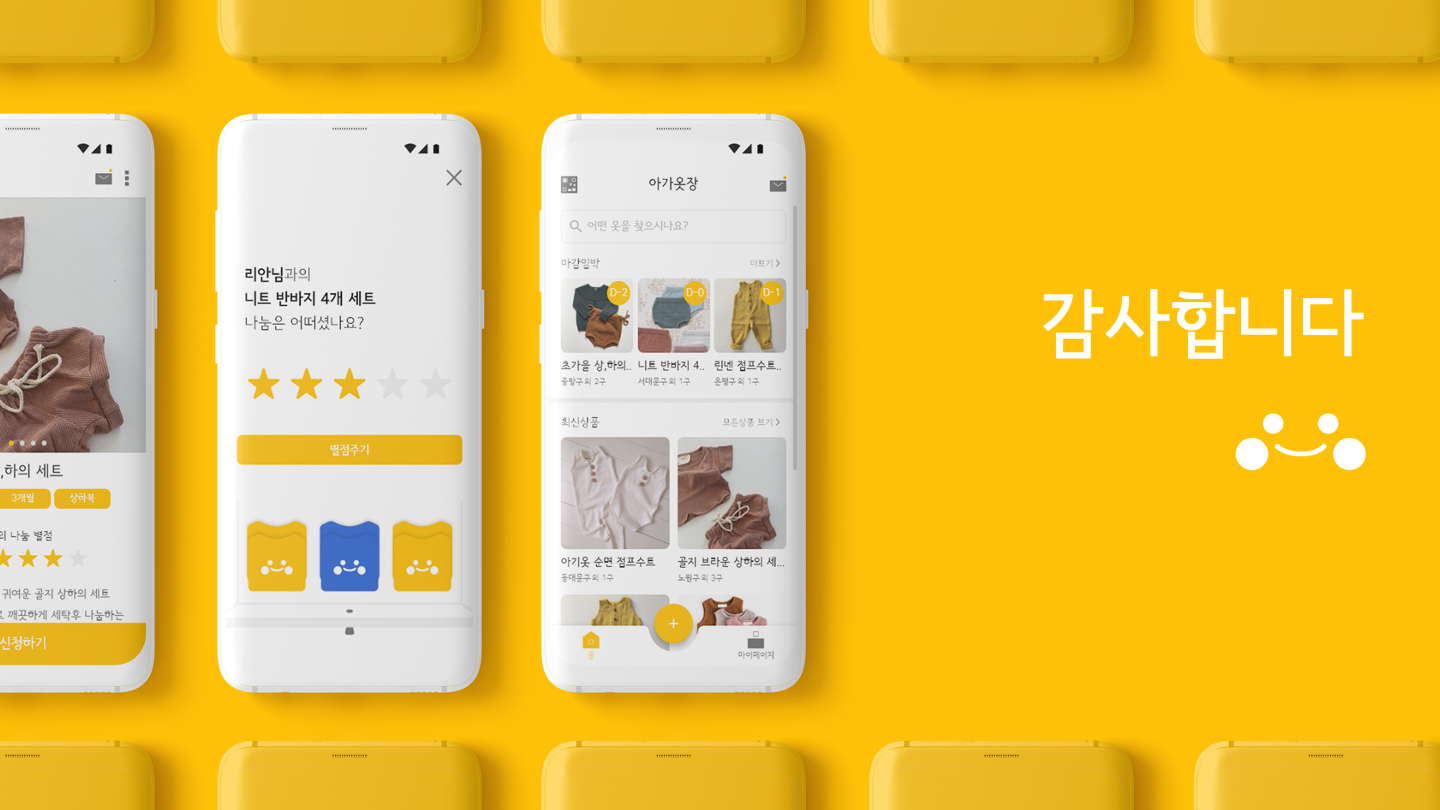 ,하의 세트
3개월
상하복
의 나눔 별점
귀여운 골지 상하의 세트
깨끗하게 세탁후 나눔하는
신청하기
리안님과의
니트 반바지 4개 세트
나눔은 어떠셨나요?
별점주기
아가옷장
어떤 옷을 찾으시나요?
마감임박
더보기
D-2
D-0
D-1
초가을 상,하의..
니트 반바지 4..
린넨 점프수트..
중랑구 외 2구
서대문구 외 1구
은평구 외 1구
최신상품
모든상품 보기
아기옷 순면 점프수트
골지 브라운 상하의 세...
동대문구 외 1구
노원구 외 3구
+
홈
마이페이지
감사합니다